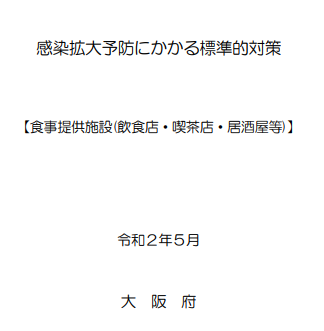 感染拡大予防にかかる標準的対策
【食事提供施設(飲食店・喫茶店・居酒屋等)】
令和２年５月
大　阪　府